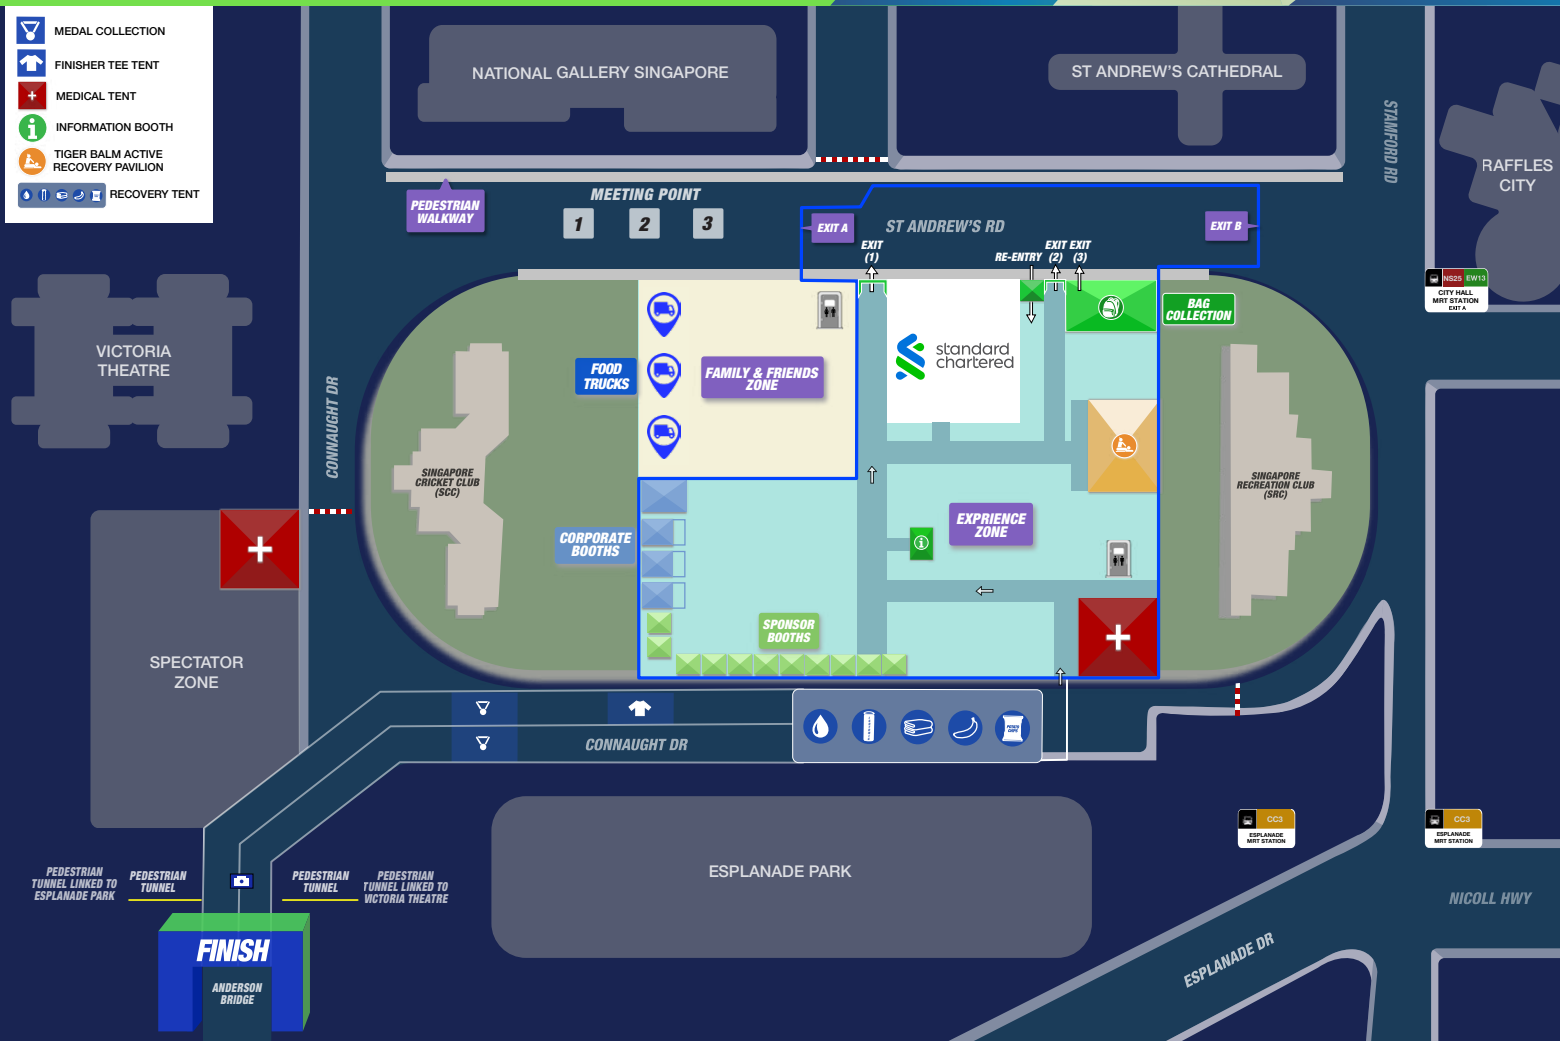 MEDAL COLLECTION
FINISHER TEE TENT
MEDICAL TENT
INFORMATION BOOTH
TIGER BALM ACTIVE
RECOVERY PAVILION
RECOVERY TENT
NATIONAL GALLERY SINGAPORE
ST ANDREW'S CATHEDRAL
STAMFORD RD
RAFFLES
CITY
PEDESTRIAN
WALKWAY
MEETING POINT
1
2
3
EXIT A
ST ANDREW'S RD
EXIT B
EXIT
(1)
RE-ENTRY
EXIT
(2)
EXIT
(3)
NS25
EW13
CITY HALL
MRT STATION
EXIT A
BAG
COLLECTION
VICTORIA
THEATRE
CONNAUGHT DR
FOOD
TRUCKS
FAMILY & FRIENDS
ZONE
standard
chartered
SINGAPORE
CRICKET CLUB
(SCC)
SINGAPORE
RECREATION CLUB
(SRC)
CORPORATE
BOOTHS
EXPRIENCE
ZONE
SPONSOR
BOOTHS
SPECTATOR
ZONE
CONNAUGHT DR
CC3
ESPLANADE
MRT STATION
CC3
ESPLANADE
MRT STATION
ESPLANADE PARK
PEDESTRIAN
TUNNEL LINKED TO
ESPLANADE PARK
PEDESTRIAN
TUNNEL
PEDESTRIAN
TUNNEL
PEDESTRIAN
TUNNEL LINKED TO
VICTORIA THEATRE
NICOLL HWY
ESPLANADE DR
FINISH
ANDERSON
BRIDGE